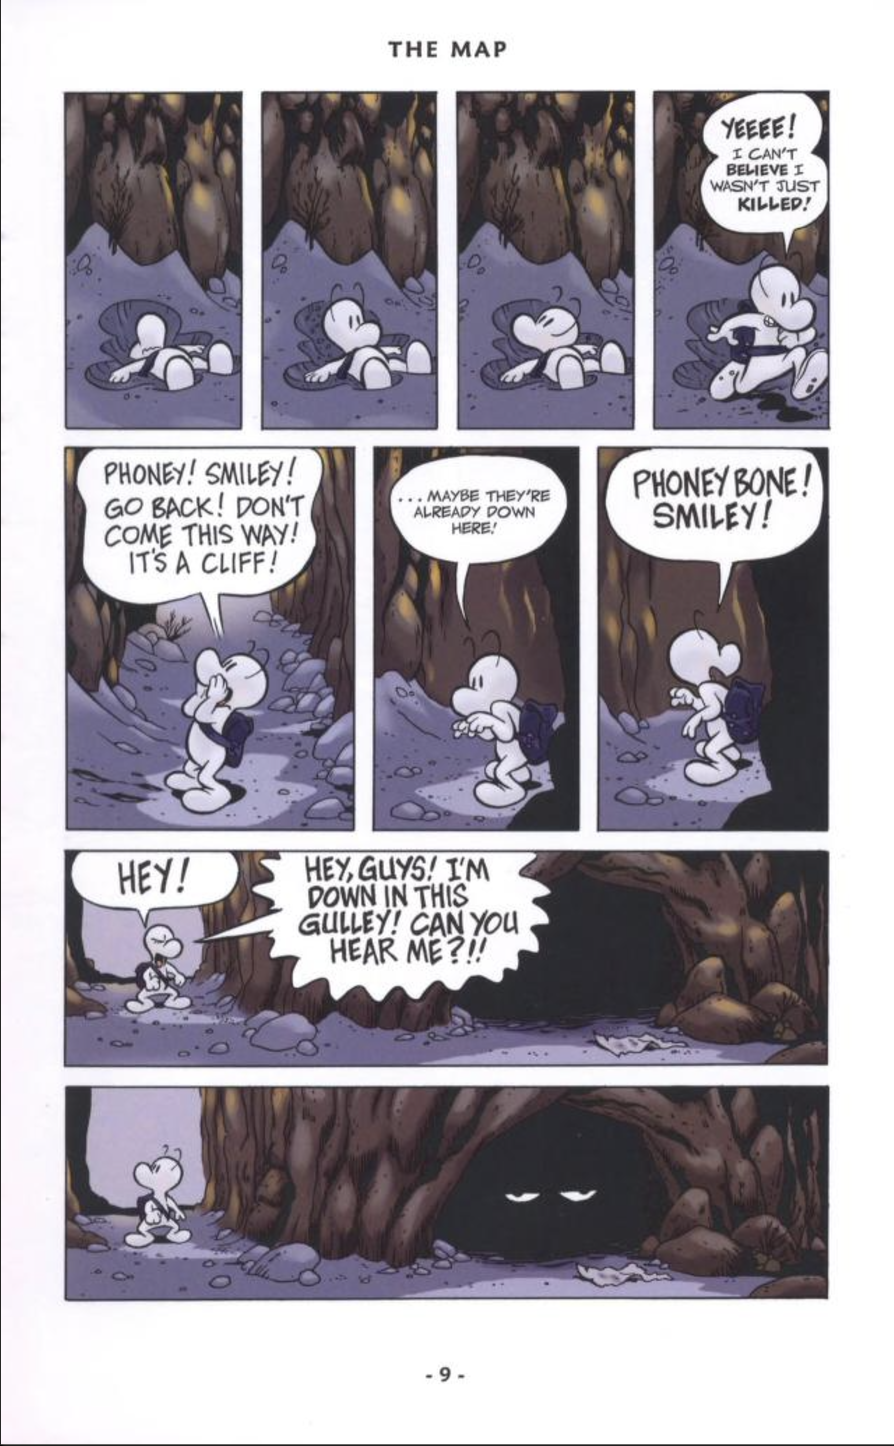 THE MAP
YEEEE!
I CAN'T
BELIEVE I
WASN'T JUST
KILLED!
PHONEY! SMILEY!
GO BACK! DON'T
COME THIS WAY!
IT'S A CLIFF!
...MAYBE THEY'RE
ALREADY DOWN
HERE!
PHONEY BONE!
SMILEY!
HEY!
HEY, GUYS! I'M
DOWN IN THIS
GULLEY! CAN YOU
HEAR ME?!!
- 9 -